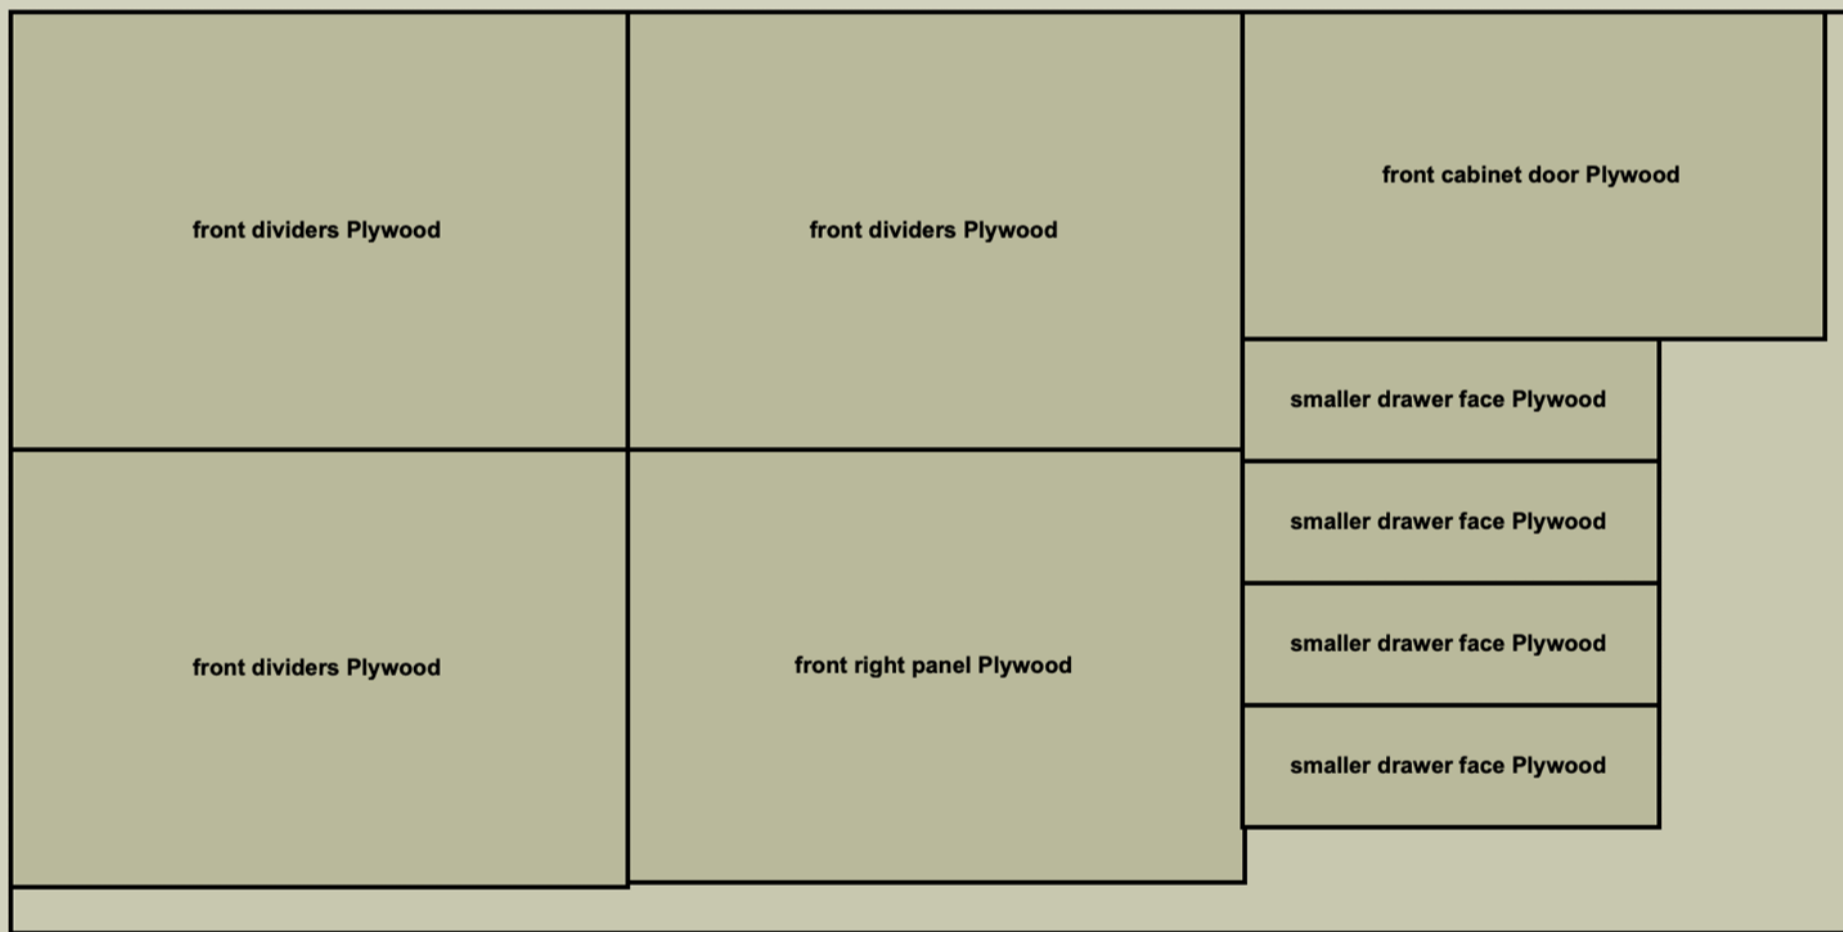 front dividers Plywood
front dividers Plywood
front cabinet door Plywood
smaller drawer face Plywood
smaller drawer face Plywood
smaller drawer face Plywood
smaller drawer face Plywood
front dividers Plywood
front right panel Plywood